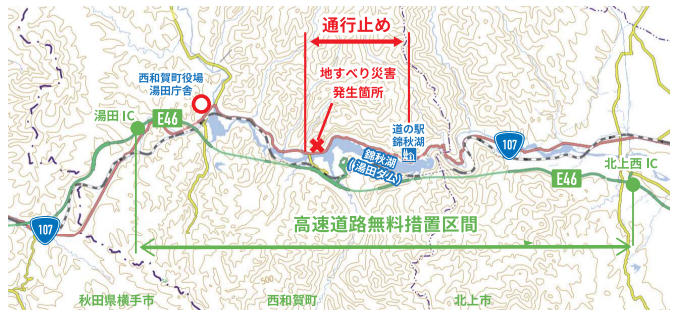 通行止め
地すべり災害
発生箇所
西和賀町役場
湯田庁舎
湯田 IC
E46
道の駅
錦秋湖
107
北上西 IC
錦秋湖
(湯田ダム)
E46
107
高速道路無料措置区間
500
秋田県横手市
西和賀町
北上市